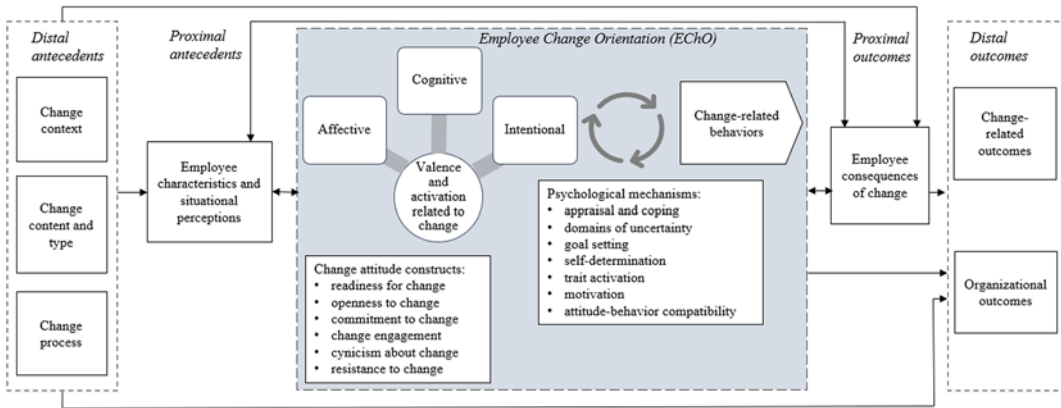 Distal
antecedents
Change
context
Change
content and
type
Change
process
Proximal
antecedents
Employee
characteristics and
situational
perceptions
Employee Change Orientation (EChO)
Affective
Cognitive
Intentional
Valence
and
activation
related to
change
Change attitude constructs:
• readiness for change
• openness to change
• commitment to change
• change engagement
• cynicism about change
• resistance to change
Change-related
behaviors
Psychological mechanisms:
• appraisal and coping
• domains of uncertainty
• goal setting
• self-determination
• trait activation
• motivation
• attitude-behavior compatibility
Proximal
outcomes
Employee
consequences
of change
Distal
outcomes
Change-
related
outcomes
Organizational
outcomes